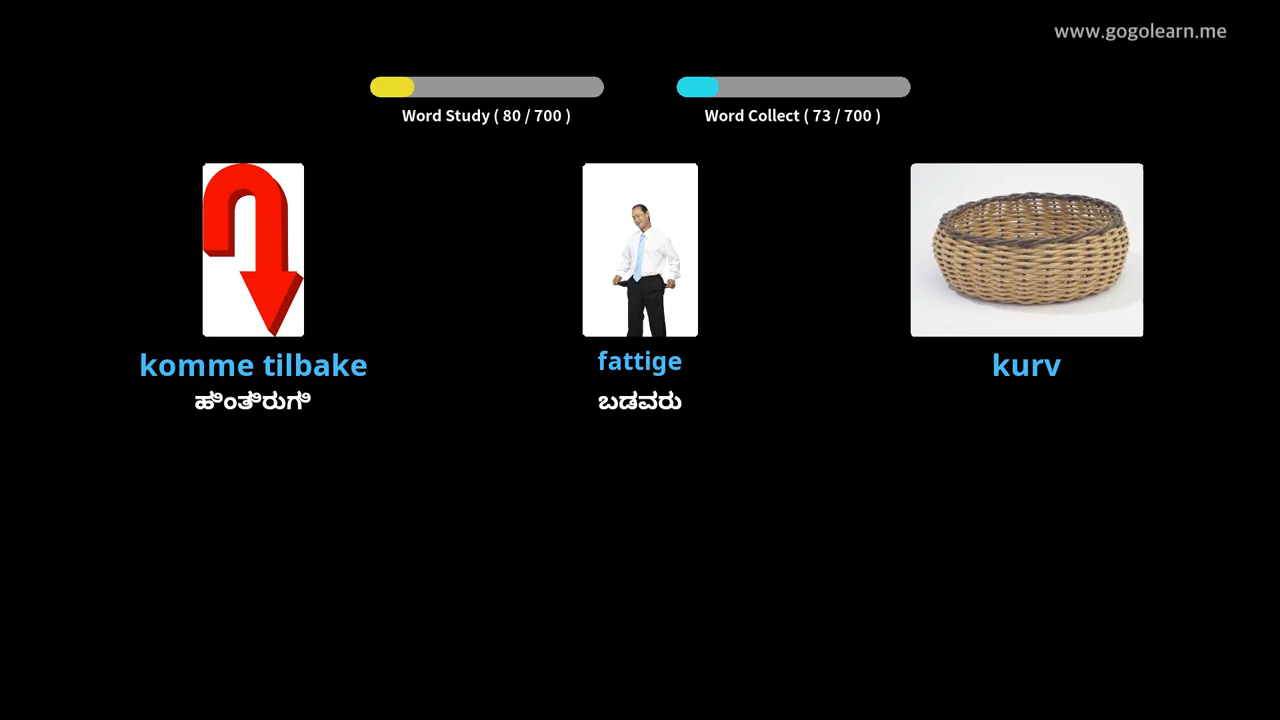 www.gogolearn.me
Word Study ( 80 / 700 )
Word Collect ( 73 / 700 )
komme tilbake
fattige
kurv
ಹಿಂತಿರುಗಿ
ಬಡವರು